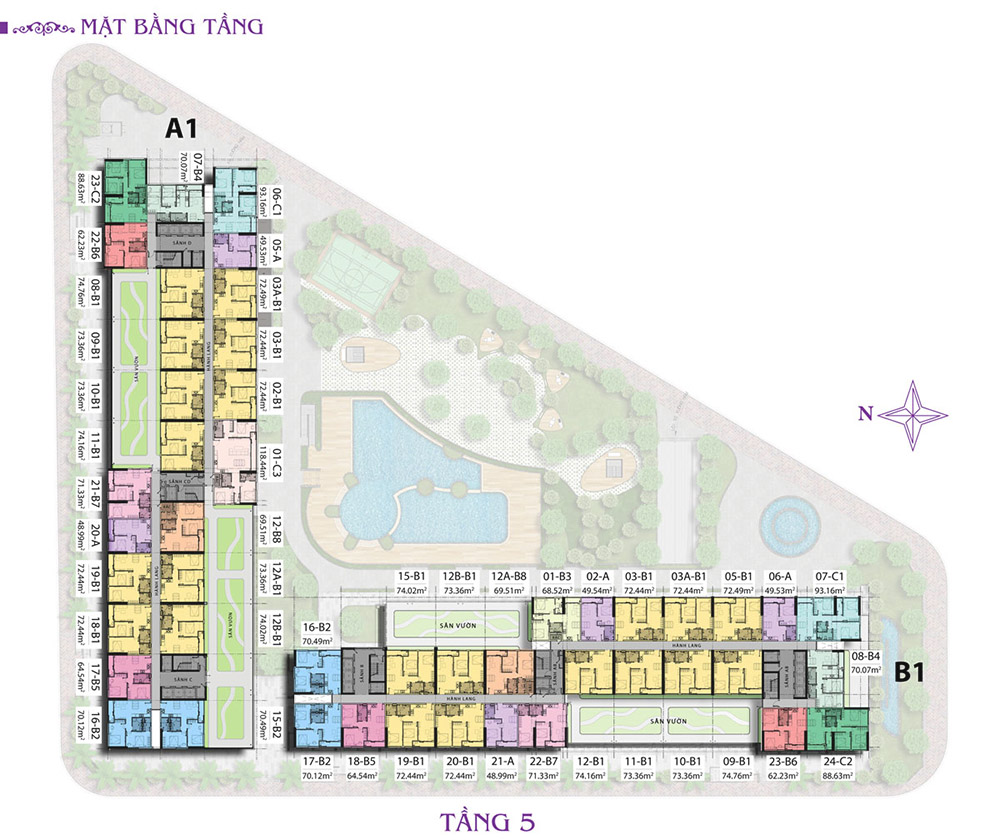 MẶT BẰNG TẦNG
A1
07-B4
70.07m²
23-C2
88.63m²
06-C1
93.16m²
22-B6
62.23m²
SẢNH D
05-A
49.53m²
08-B1
74.76m²
03A-B1
72.49m²
09-B1
73.36m²
SÂN VƯỜN
HÀNH LANG
03-B1
72.44m²
10-B1
73.36m²
02-B1
72.44m²
11-B1
74.16m²
01-C3
118.44m²
21-B7
71.33m²
SẢNH CD
20-A
48.99m²
12-B8
69.51m²
19-B1
72.44m²
HÀNH LANG
12A-B1
73.36m²
18-B1
72.44m²
SÂN VƯỜN
12B-B1
74.02m²
17-B5
64.54m²
SẢNH C
16-B2
70.12m²
15-B2
70.49m²
N
15-B1
74.02m²
12B-B1
73.36m²
12A-B8
69.51m²
01-B3
68.52m²
02-A
49.54m²
03-B1
72.44m²
03A-B1
72.44m²
05-B1
72.49m²
06-A
49.53m²
07-C1
93.16m²
16-B2
70.49m²
SÂN VƯỜN
HÀNH LANG
08-B4
70.07m²
B1
SẢNH B
SẢNH AB
SẢNH AB
HÀNH LANG
SÂN VƯỜN
17-B2
70.12m²
18-B5
64.54m²
19-B1
72.44m²
20-B1
72.44m²
21-A
48.99m²
22-B7
71.33m²
12-B1
74.16m²
11-B1
73.36m²
10-B1
73.36m²
09-B1
74.76m²
23-B6
62.23m²
24-C2
88.63m²
TẦNG 5